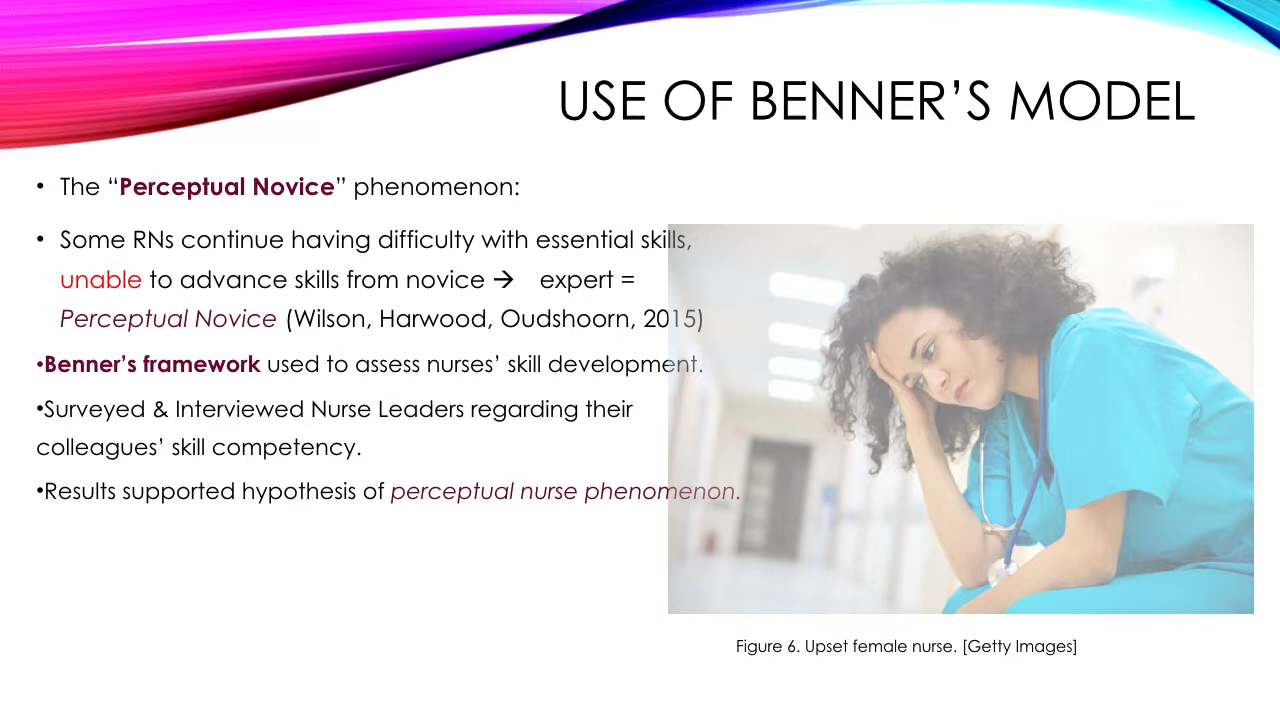 USE OF BENNER’S MODEL
• The “Perceptual Novice” phenomenon:
• Some RNs continue having difficulty with essential skills,
unable to advance skills from novice → expert =
Perceptual Novice (Wilson, Harwood, Oudshoorn, 2015)
•Benner’s framework used to assess nurses’ skill development.
•Surveyed & Interviewed Nurse Leaders regarding their
colleagues’ skill competency.
•Results supported hypothesis of perceptual nurse phenomenon.
Figure 6. Upset female nurse. [Getty Images]